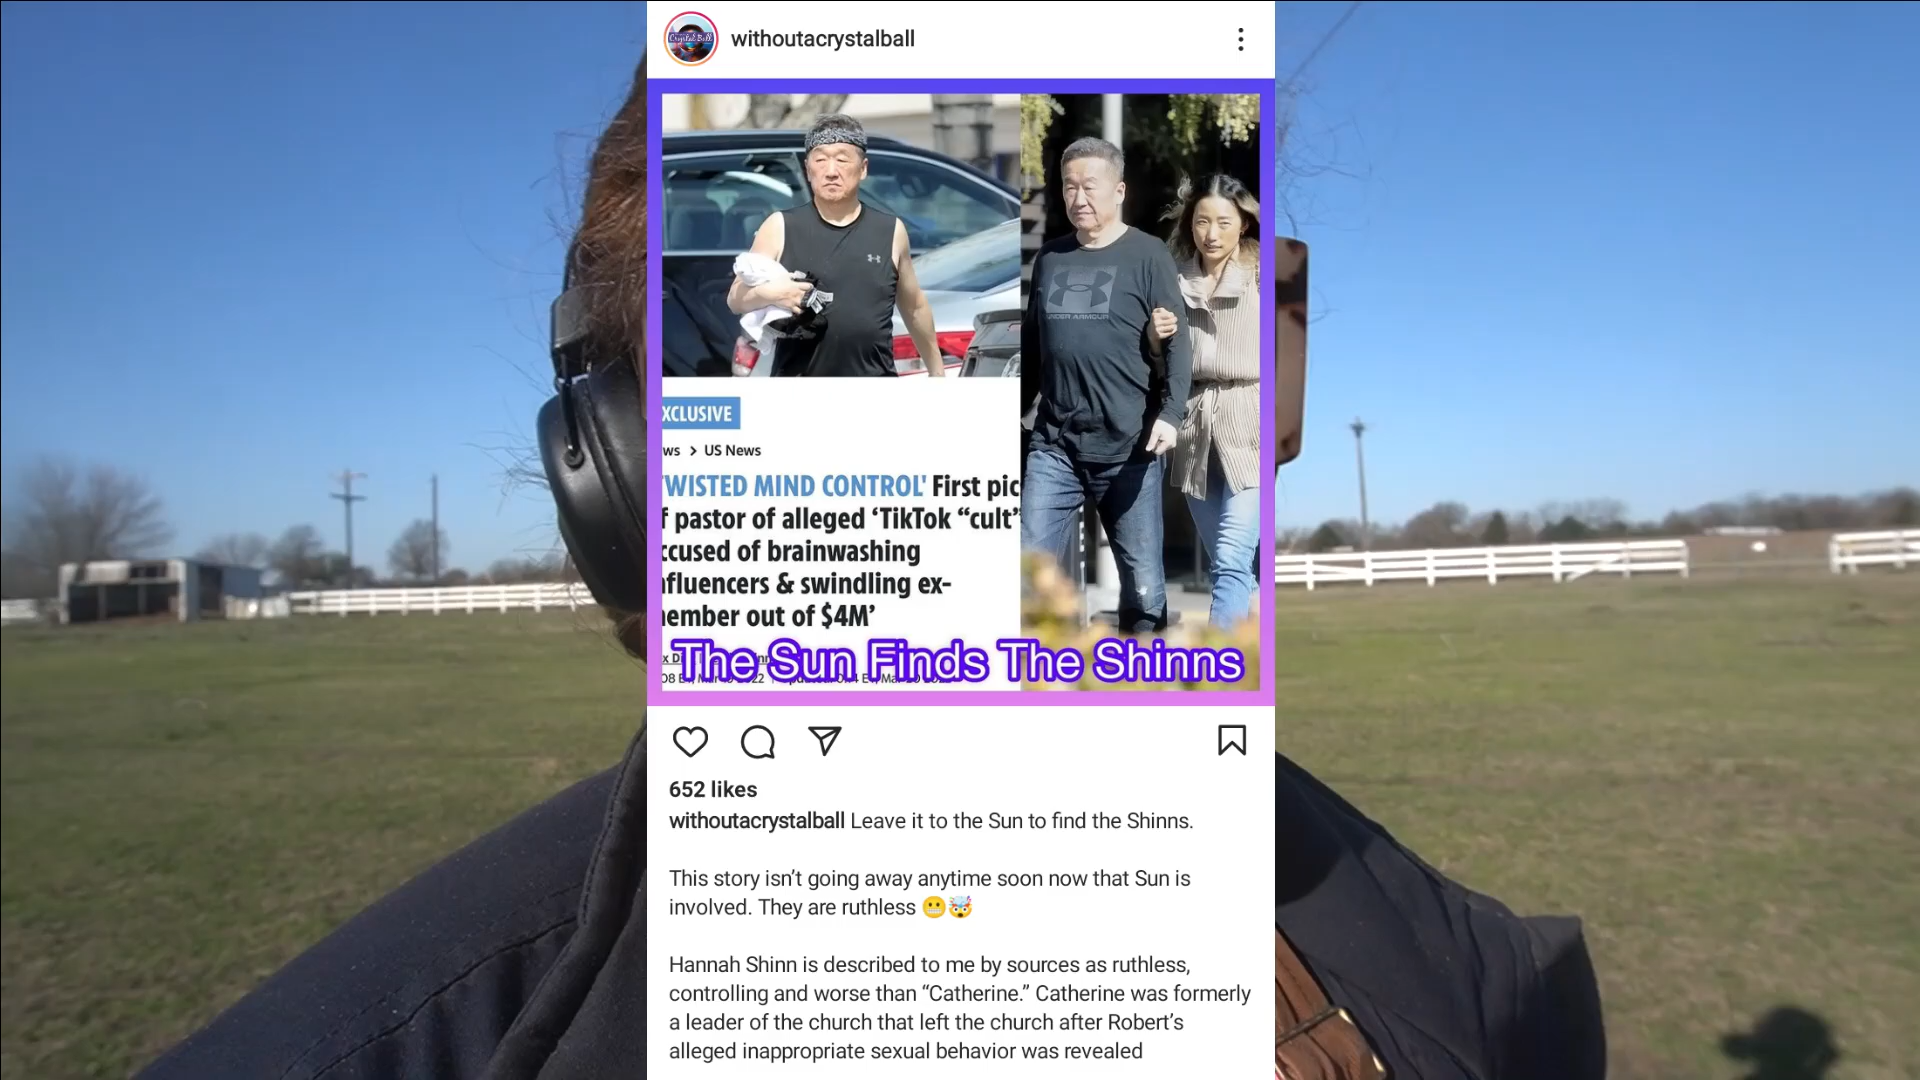 Crystal Ball
withoutacrystalball
UNDER ARMOUR
XCLUSIVE
ws > US News
WISTED MIND CONTROL' First pic
f pastor of alleged ‘TikTok “cult”
ccused of brainwashing
nfluencers & swindling ex-
ember out of $4M’
The Sun Finds The Shinns
652 likes
withoutacrystalball Leave it to the Sun to find the Shinns.
This story isn’t going away anytime soon now that Sun is
involved. They are ruthless 😬🤯
Hannah Shinn is described to me by sources as ruthless,
controlling and worse than “Catherine.” Catherine was formerly
a leader of the church that left the church after Robert’s
alleged inappropriate sexual behavior was revealed